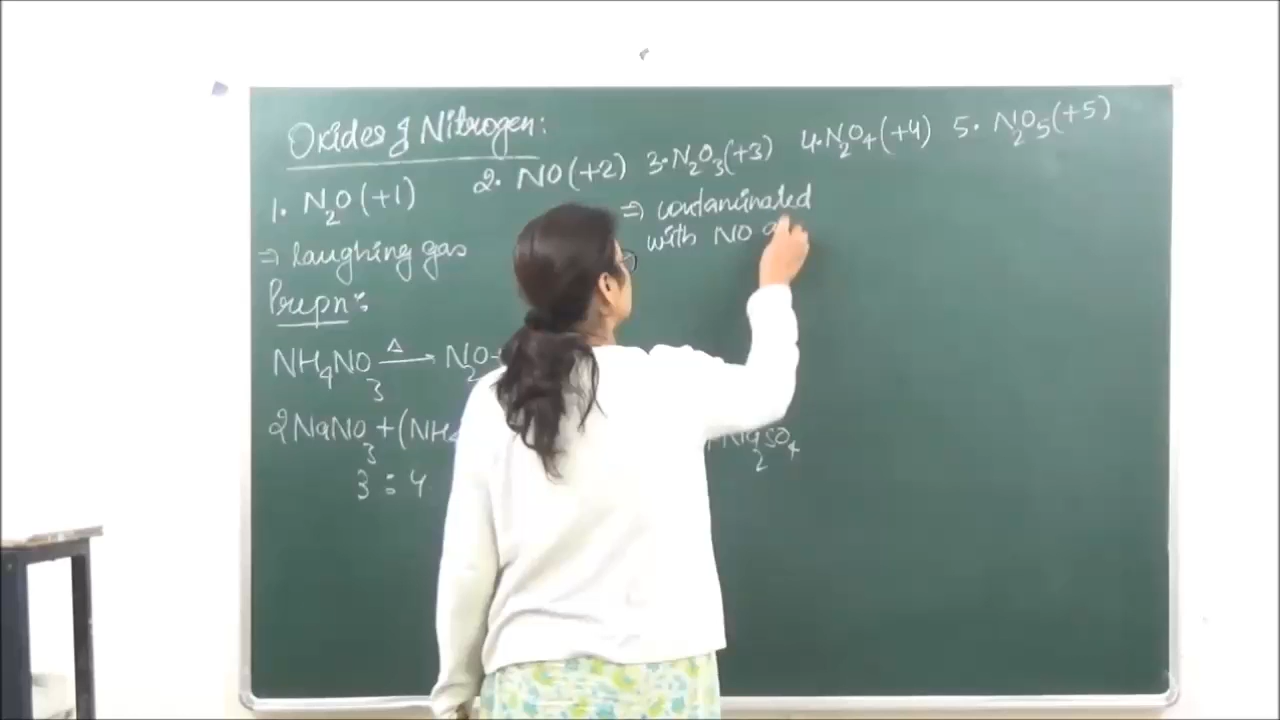 Oxides of Nitrogen:
1. N2O (+1) 2. NO (+2) 3. N2O3 (+3) 4. N2O4 (+4) 5. N2O5 (+5)
⇒ laughing gas
⇒ contaminated
with NO
Prepn:
NH4NO3 –Δ→ N2O+
2NaNO3 + (NH4 Na2SO4
3 : 4